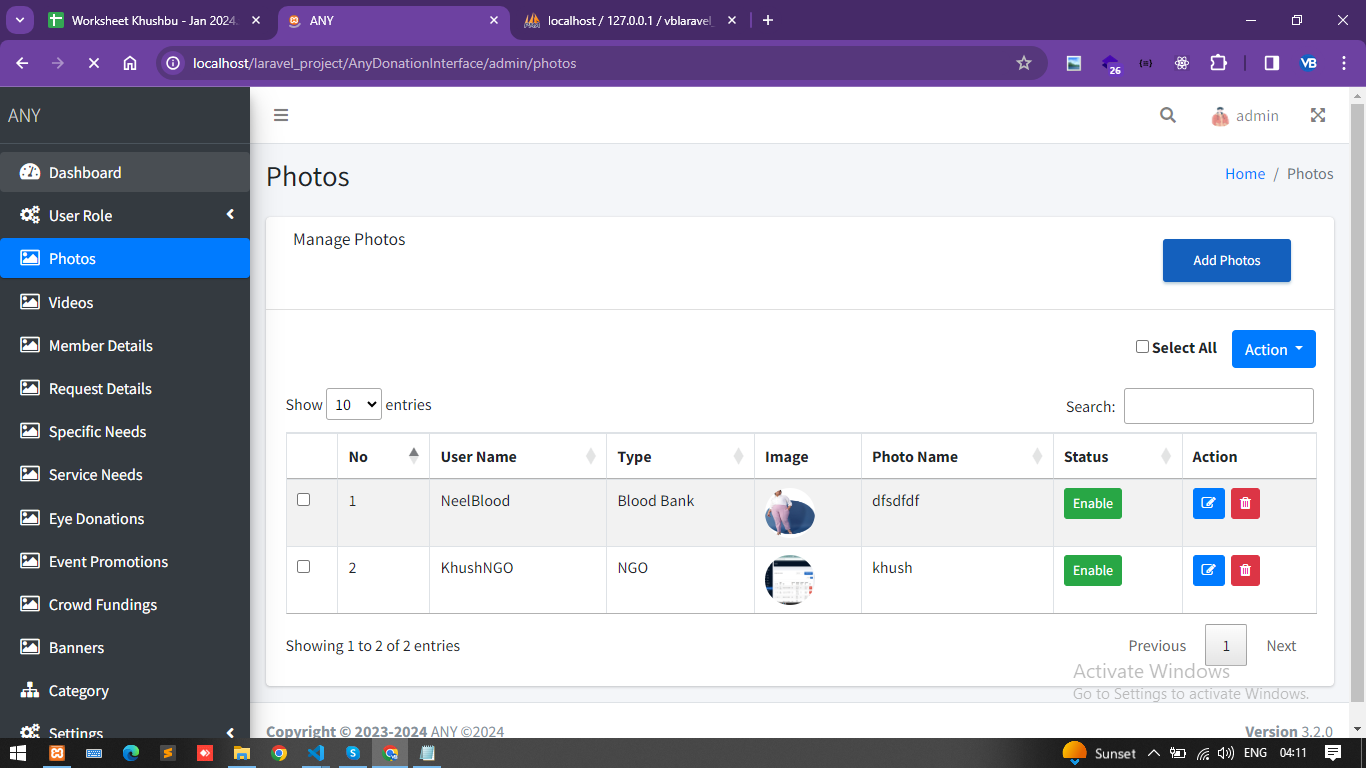 Worksheet Khushbu - Jan 2024.
ANY
localhost / 127.0.0.1 / vblaravel_
localhost/laravel_project/AnyDonationInterface/admin/photos
26
VB
ANY
admin
Dashboard
User Role
Photos
Videos
Member Details
Request Details
Specific Needs
Service Needs
Eye Donations
Event Promotions
Crowd Fundings
Banners
Category
Settings
Photos
Home / Photos
Manage Photos
Add Photos
Select All
Action
Show 10 entries
Search:
No User Name Type Image Photo Name Status Action
1 NeelBlood Blood Bank dfsdfdf Enable
2 KhushNGO NGO khush Enable
Showing 1 to 2 of 2 entries
Previous 1 Next
Activate Windows
Go to Settings to activate Windows.
Copyright © 2023-2024 ANY ©2024
Version 3.2.0
Sunset
ENG
04:11